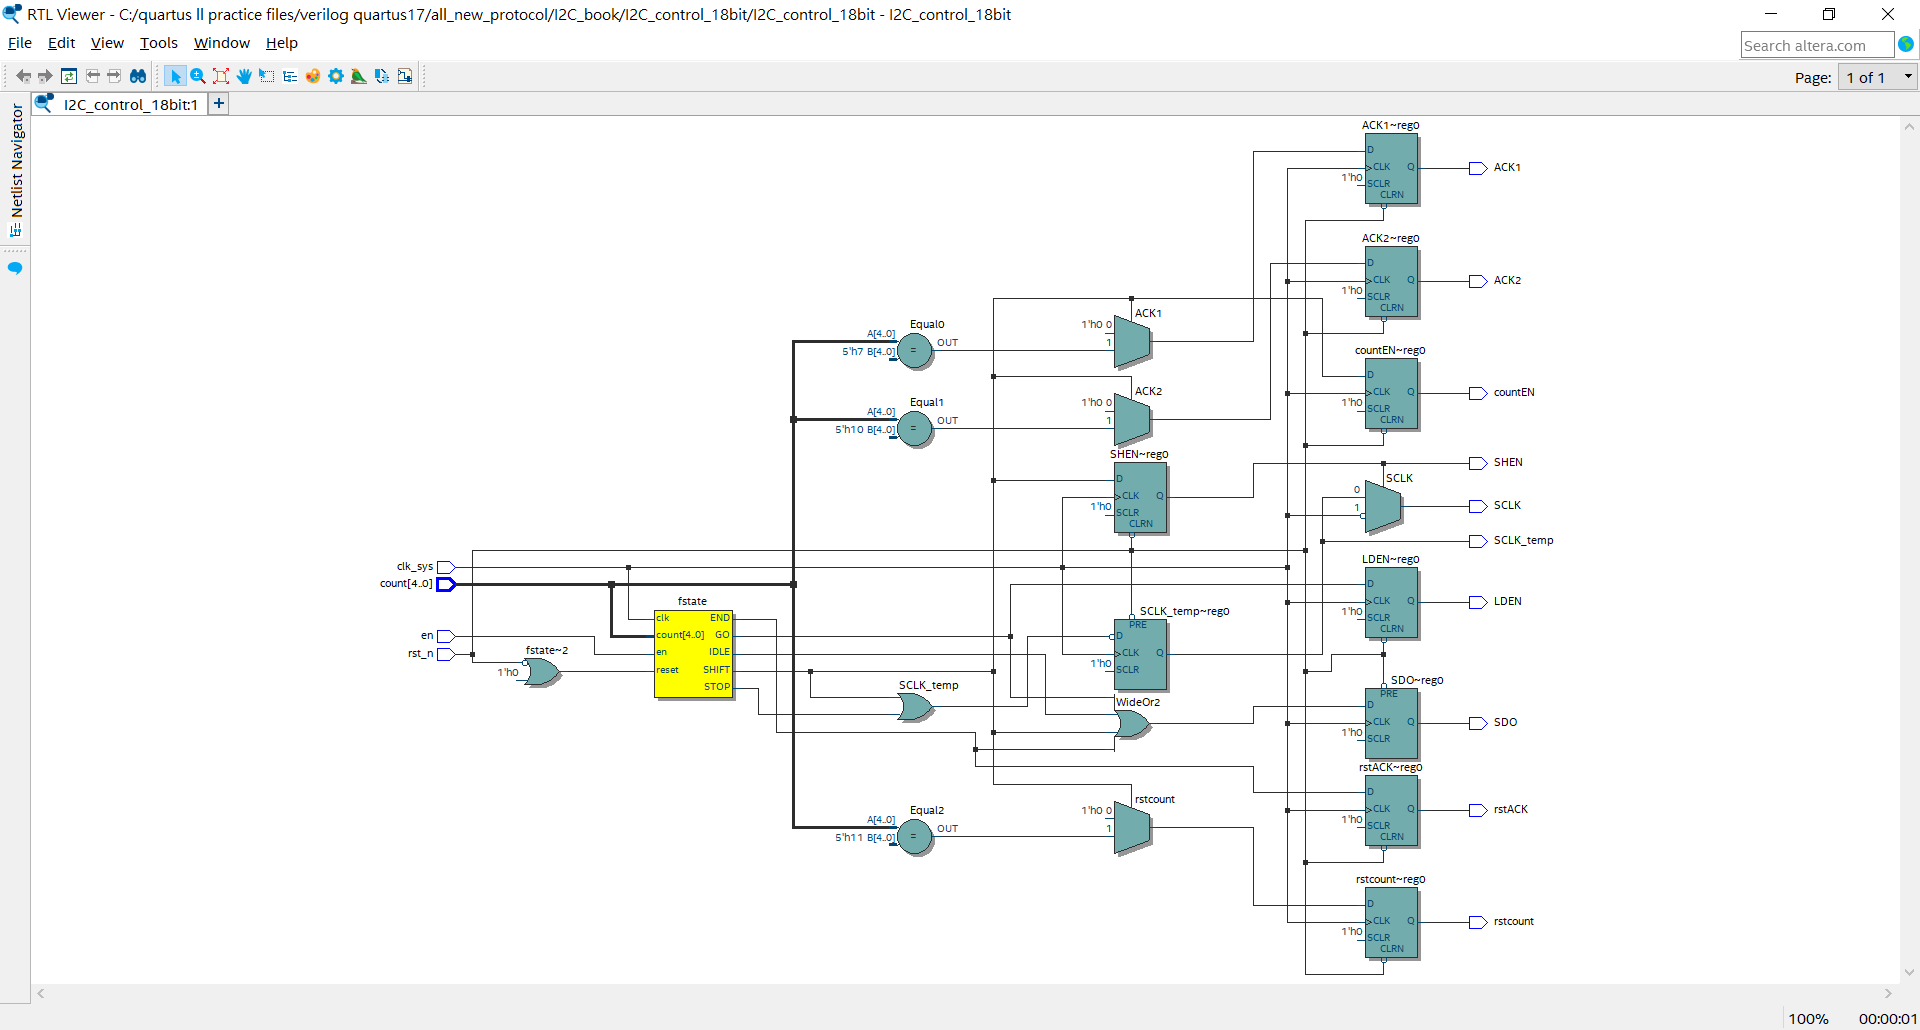 RTL Viewer - C:/quartus ll practice files/verilog quartus17/all_new_protocol/I2C_book/I2C_control_18bit/I2C_control_18bit - I2C_control_18bit
File Edit View Tools Window Help
Search altera.com
Page: 1 of 1
I2C_control_18bit:1
Netlist Navigator
ACK1~reg0
D
CLK Q
1'h0
SCLR
CLRN
ACK1
ACK2~reg0
D
CLK Q
1'h0
SCLR
CLRN
ACK2
countEN~reg0
D
CLK Q
1'h0
SCLR
CLRN
countEN
Equal0
A[4..0]
5'h7 B[4..0]
=
OUT
ACK1
1'h0 0
1
Equal1
A[4..0]
5'h10 B[4..0]
=
OUT
ACK2
1'h0 0
1
SHEN~reg0
D
CLK Q
1'h0
SCLR
CLRN
SHEN
SCLK
0
1
SCLK
SCLK_temp
clk_sys
count[4..0]
en
rst_n
fstate~2
1'h0
fstate
clk END
count[4..0] GO
en IDLE
reset SHIFT
STOP
SCLK_temp
SCLK_temp~reg0
PRE
D
CLK Q
1'h0
SCLR
WideOr2
LDEN~reg0
D
CLK Q
1'h0
SCLR
CLRN
LDEN
SDO~reg0
PRE
D
CLK Q
1'h0
SCLR
SDO
rstACK~reg0
D
CLK Q
1'h0
SCLR
CLRN
rstACK
Equal2
A[4..0]
5'h11 B[4..0]
=
OUT
rstcount
1'h0 0
1
rstcount~reg0
D
CLK Q
1'h0
SCLR
CLRN
rstcount
100% 00:00:01